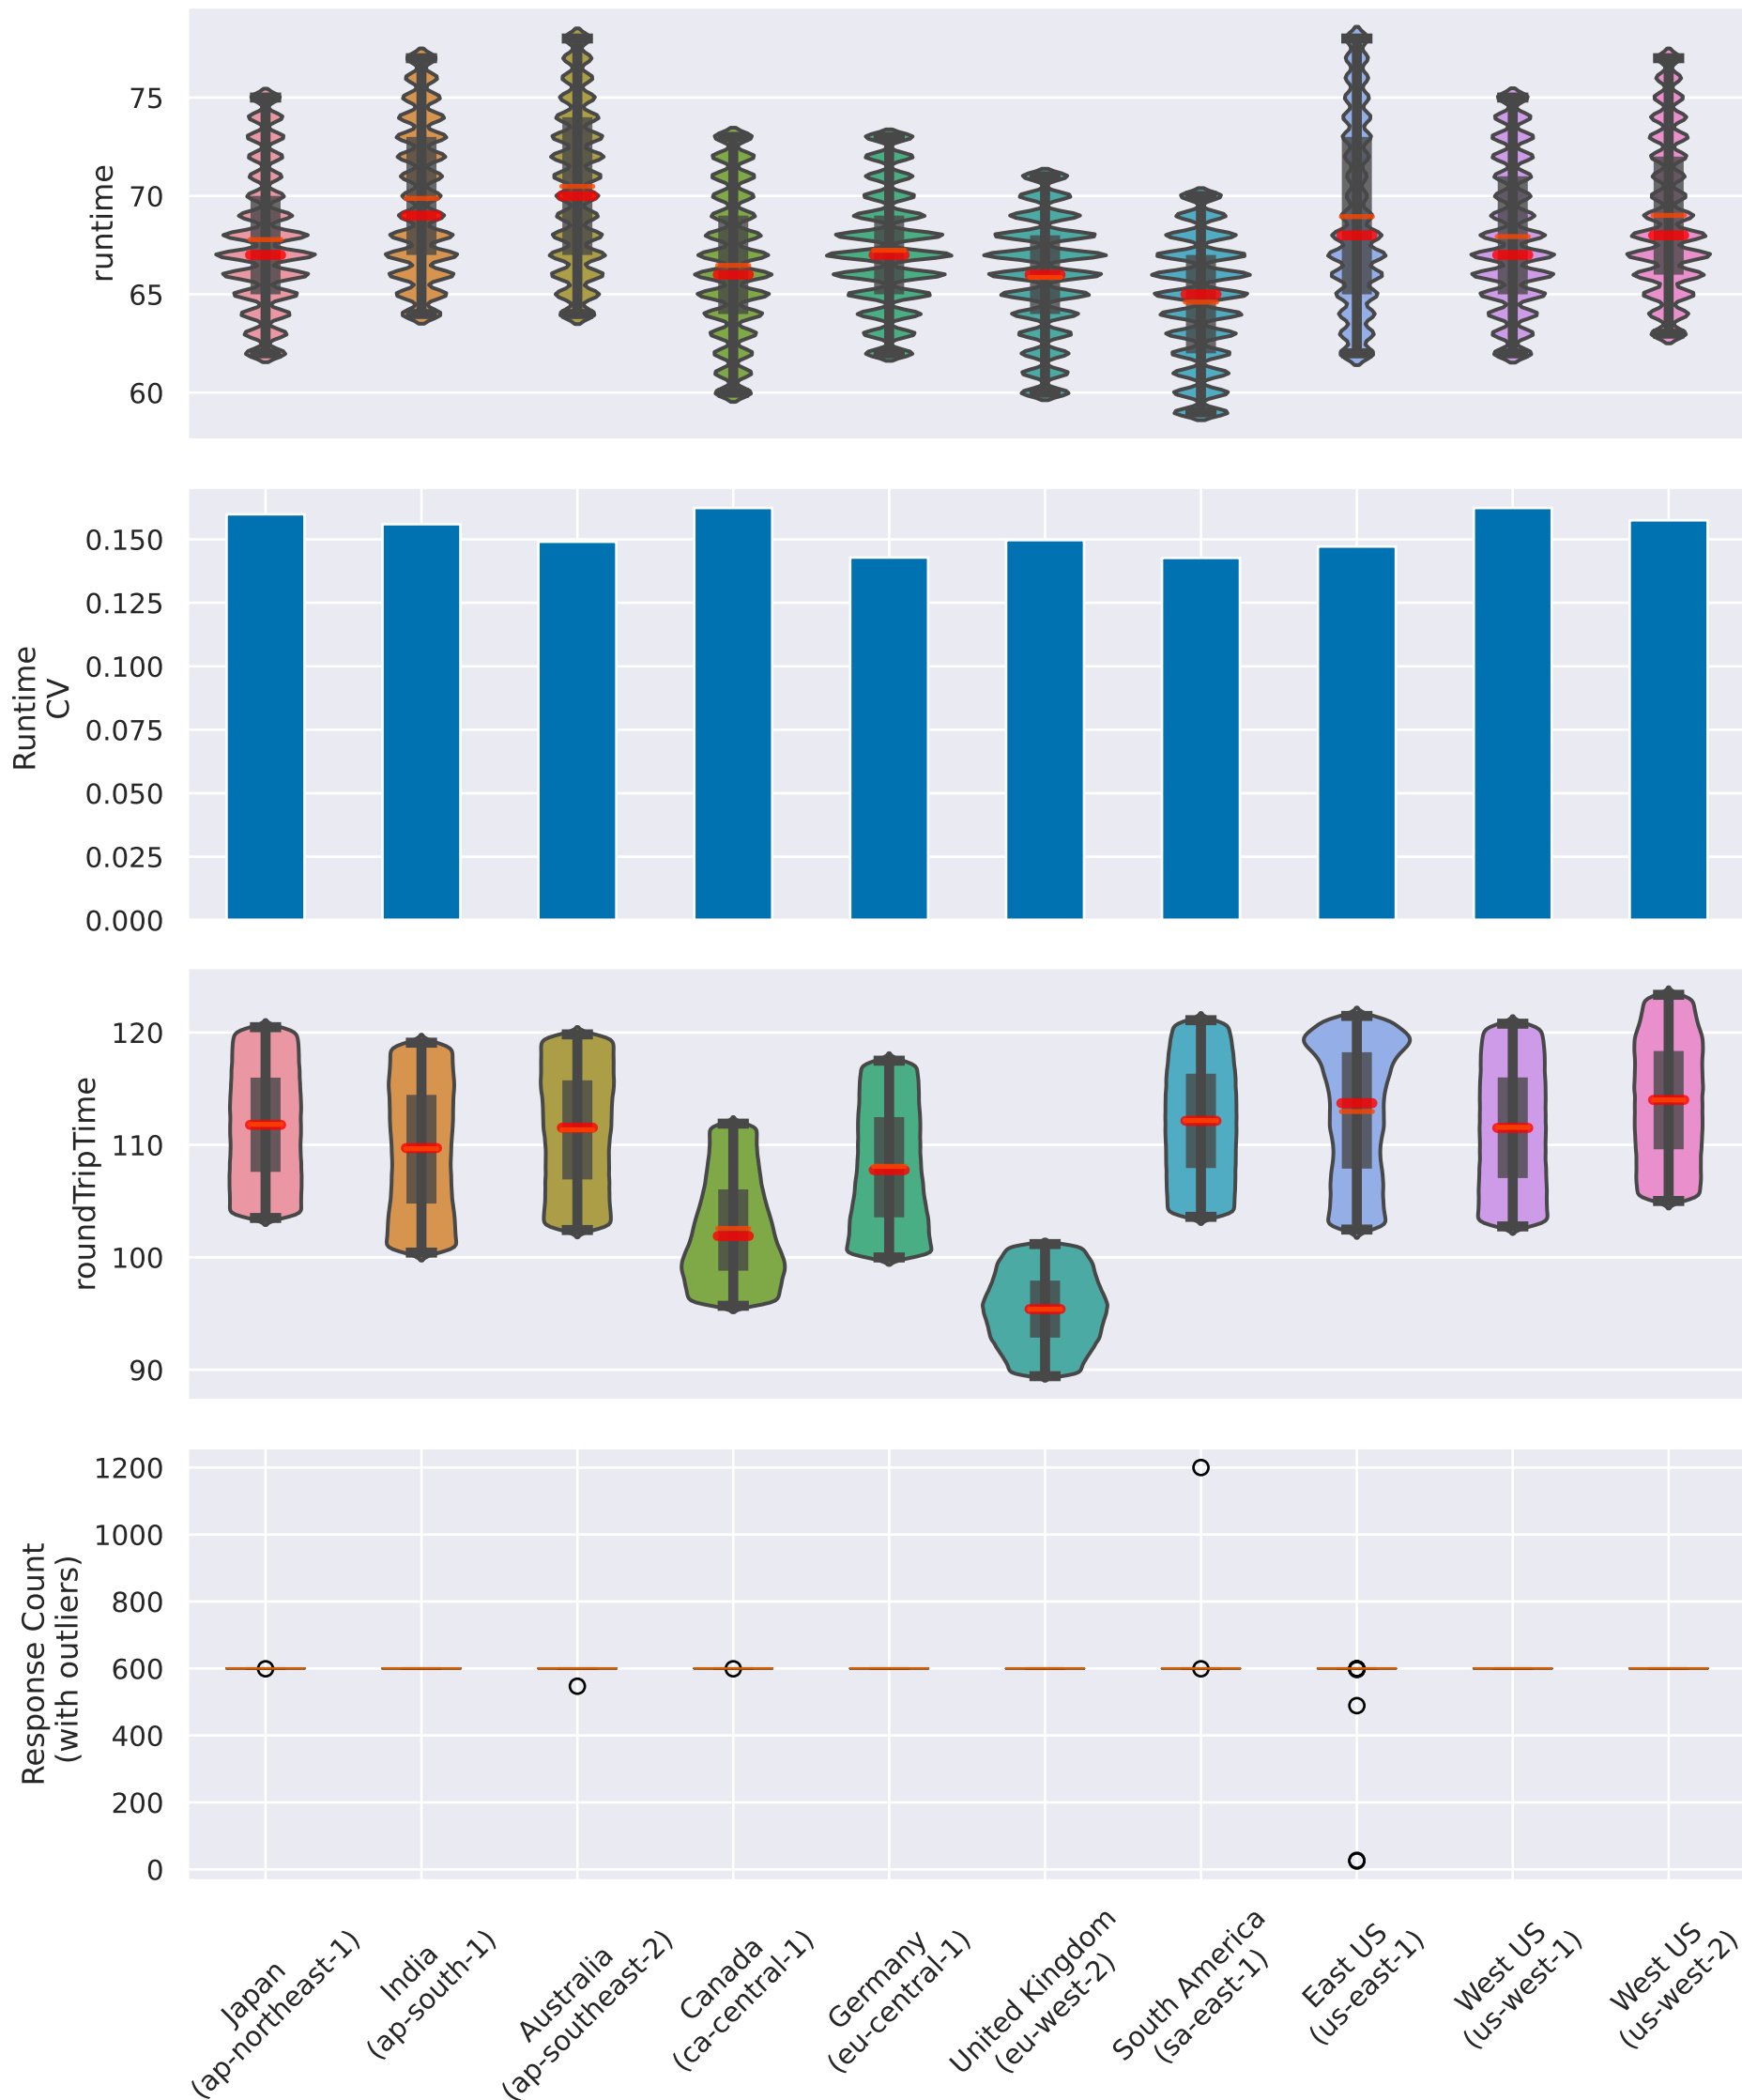 75
70
65
60
runtime
0.150
0.125
0.100
0.075
0.050
0.025
0.000
Runtime
CV
120
110
100
90
roundTripTime
1200
1000
800
600
400
200
0
Response Count
(with outliers)
Japan
(ap-northeast-1)
India
(ap-south-1)
Australia
(ap-southeast-2)
Canada
(ca-central-1)
Germany
(eu-central-1)
United Kingdom
(eu-west-2)
South America
(sa-east-1)
East US
(us-east-1)
West US
(us-west-1)
West US
(us-west-2)